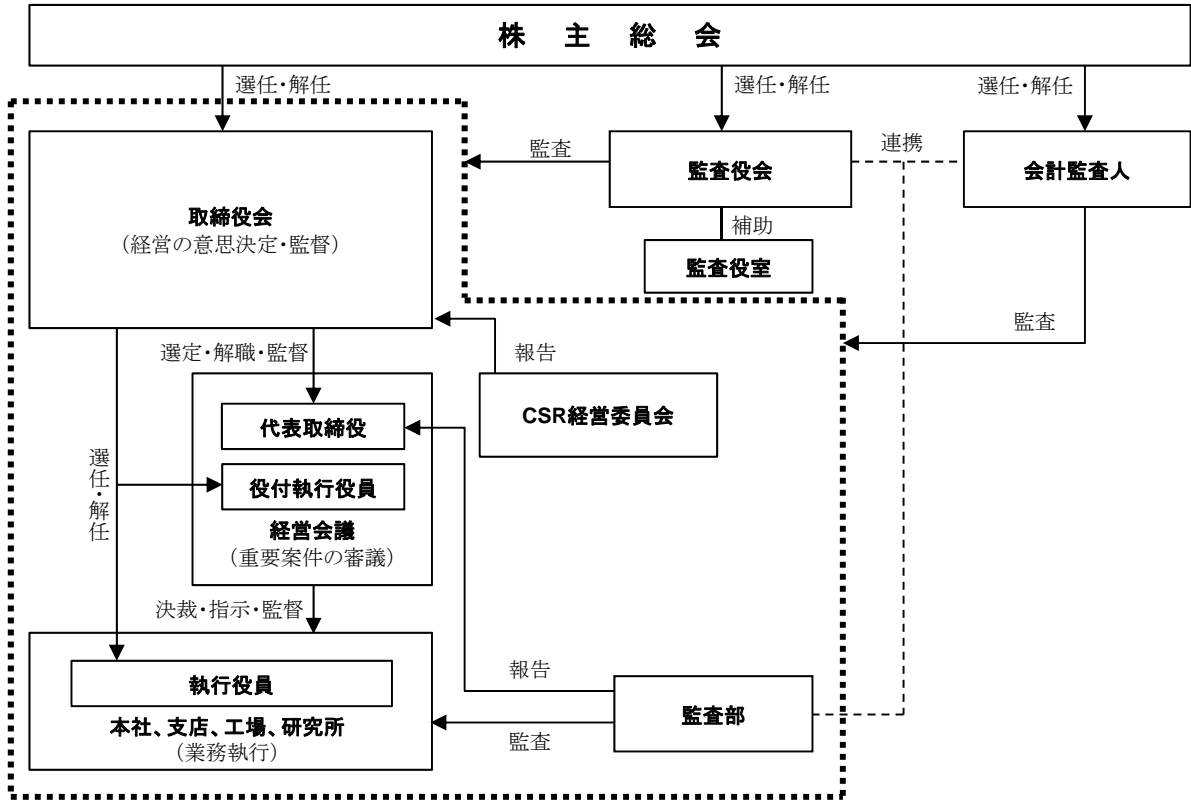 株 主 総 会
選任・解任
選任・解任
選任・解任
取締役会
(経営の意思決定・監督)
監査
監査役会
連携
会計監査人
補助
監査役室
監査
選定・解職・監督
報告
CSR経営委員会
代表取締役
役付執行役員
経営会議
(重要案件の審議)
選任・解任
決裁・指示・監督
執行役員
本社、支店、工場、研究所
(業務執行)
報告
監査部
監査